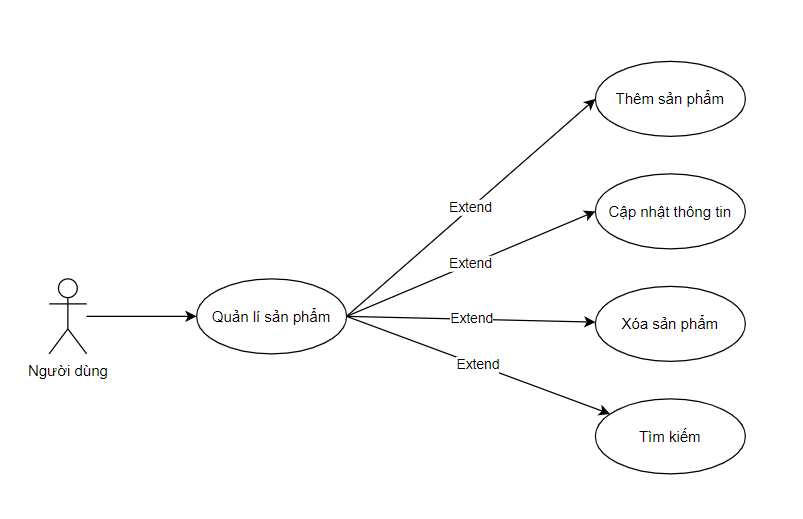 Thêm sản phẩm
Extend
Cập nhật thông tin
Extend
Quản lí sản phẩm
Extend
Xóa sản phẩm
Extend
Người dùng
Tìm kiếm